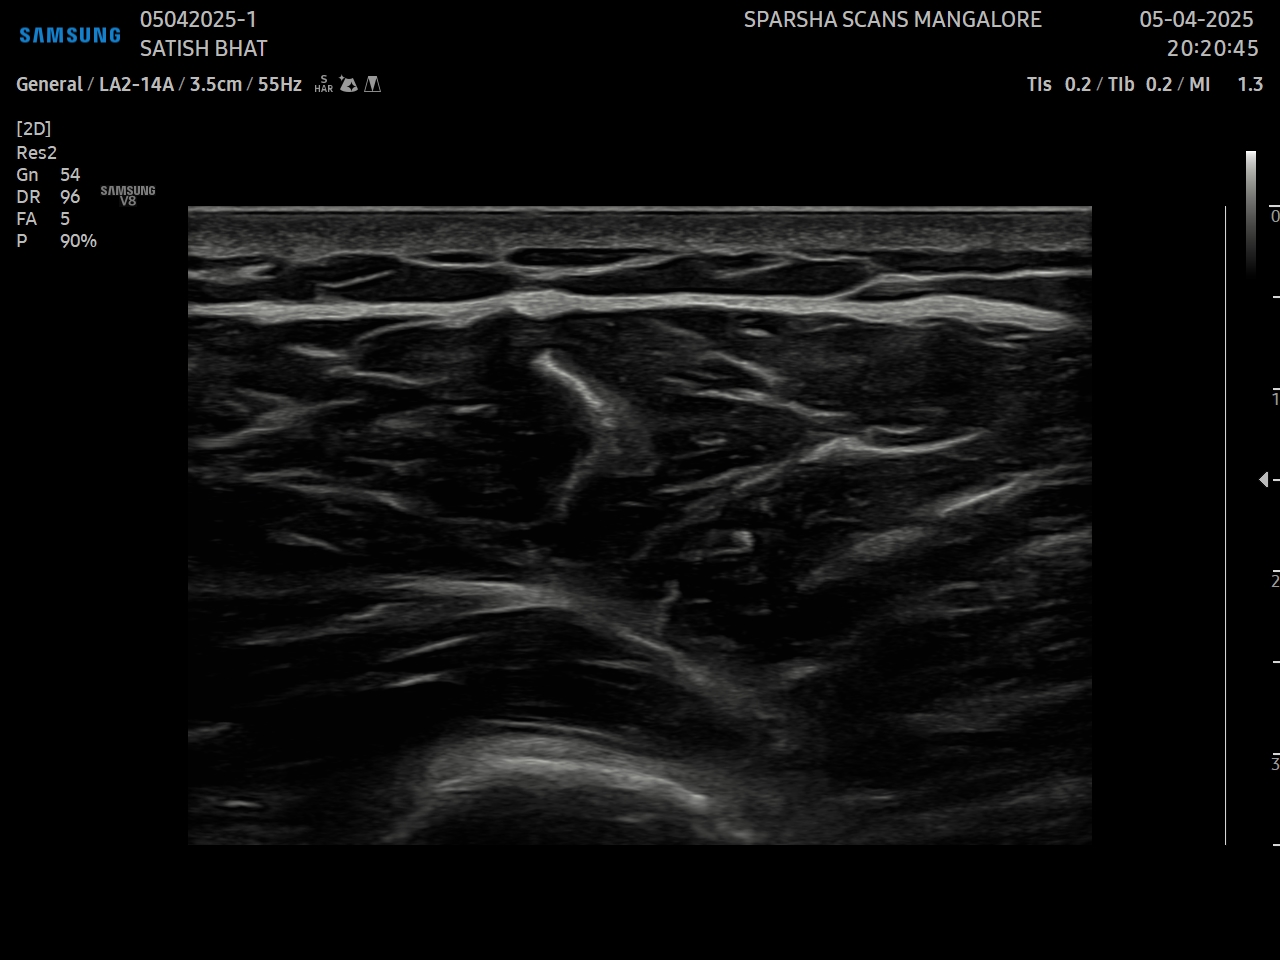 SAMSUNG
05042025-1
SATISH BHAT
SPARSHA SCANS MANGALORE
05-04-2025
20:20:45
General / LA2-14A / 3.5cm / 55Hz
S
HAR
TIs 0.2 / TIb 0.2 / MI 1.3
[2D]
Res2
Gn 54
DR 96
FA 5
P 90%
SAMSUNG
V8
0
1
2
3